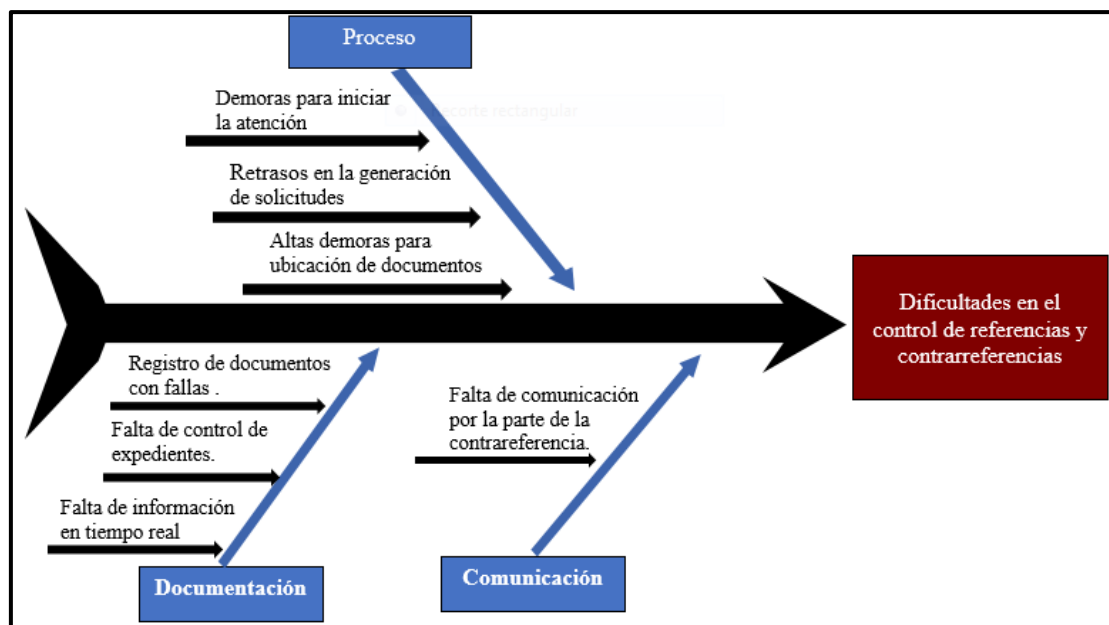 Proceso
Demoras para iniciar
la atención
Recorte rectangular
Retrasos en la generación
de solicitudes
Altas demoras para
ubicación de documentos
Dificultades en el
control de referencias y
contrarreferencias
Registro de documentos
con fallas .
Falta de control de
expedientes.
Falta de información
en tiempo real
Documentación
Falta de comunicación
por la parte de la
contrareferencia.
Comunicación